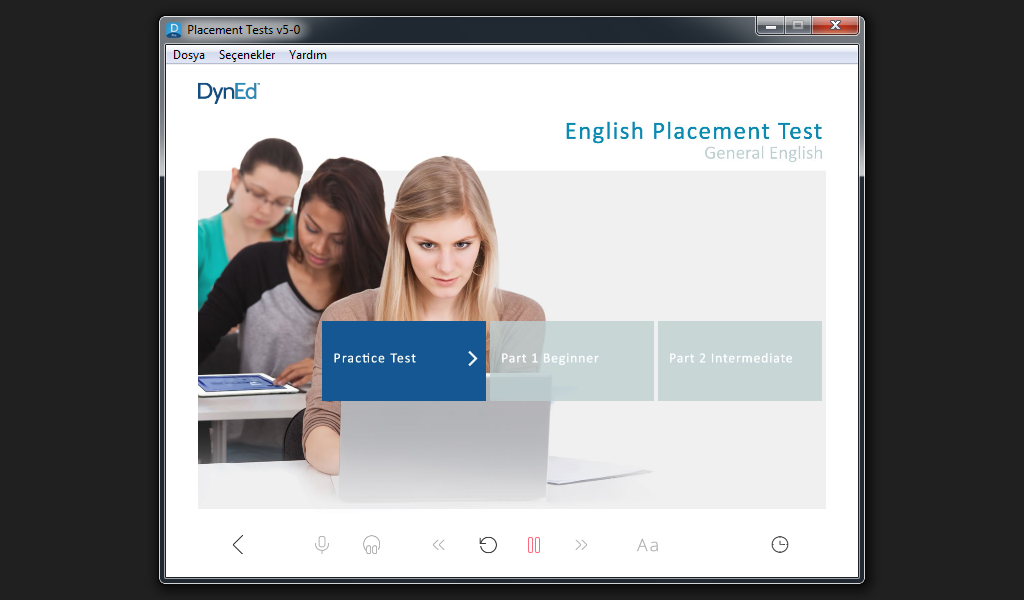 Placement Tests v5-0
Dosya Seçenekler Yardım
DynEd
English Placement Test
General English
Practice Test
Part 1 Beginner
Part 2 Intermediate
Aa